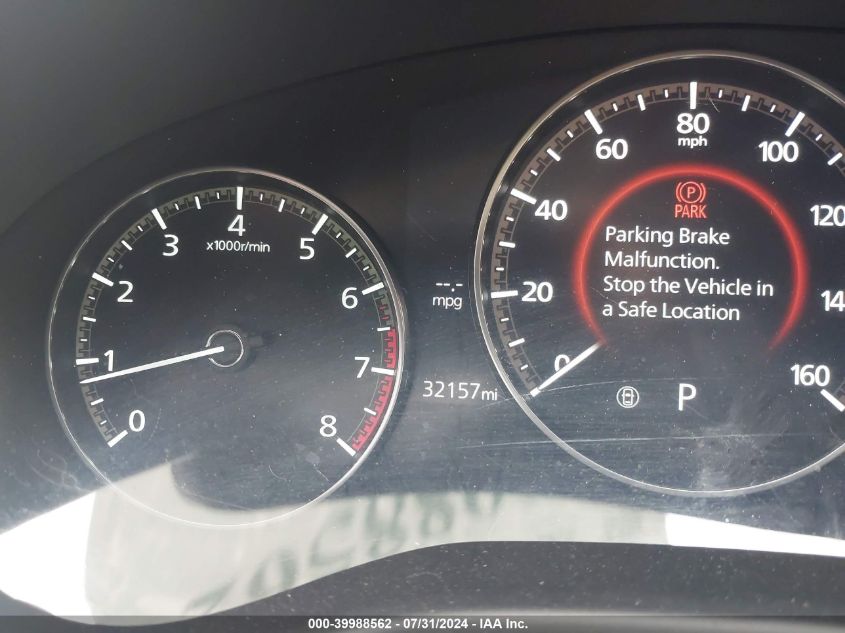 0
1
2
3
4
x1000r/min
5
6
7
8
--.-
mpg
32157mi
0
20
40
60
80
mph
100
120
14
160
PARK
Parking Brake
Malfunction.
Stop the Vehicle in
a Safe Location
P
000-39988562 - 07/31/2024 - IAA Inc.